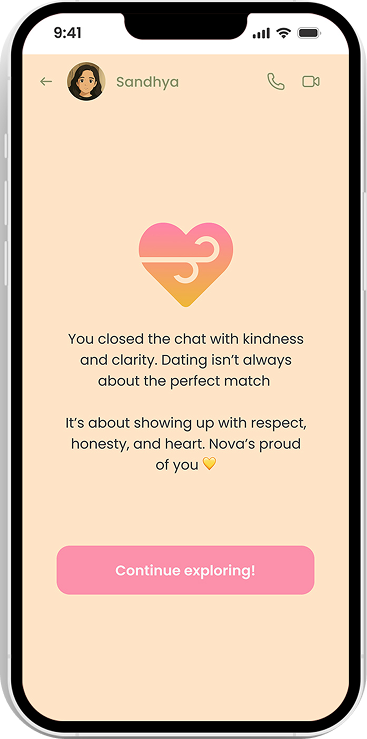 9:41
Sandhya
You closed the chat with kindness
and clarity. Dating isn’t always
about the perfect match
It’s about showing up with respect,
honesty, and heart. Nova’s proud
of you 💛
Continue exploring!